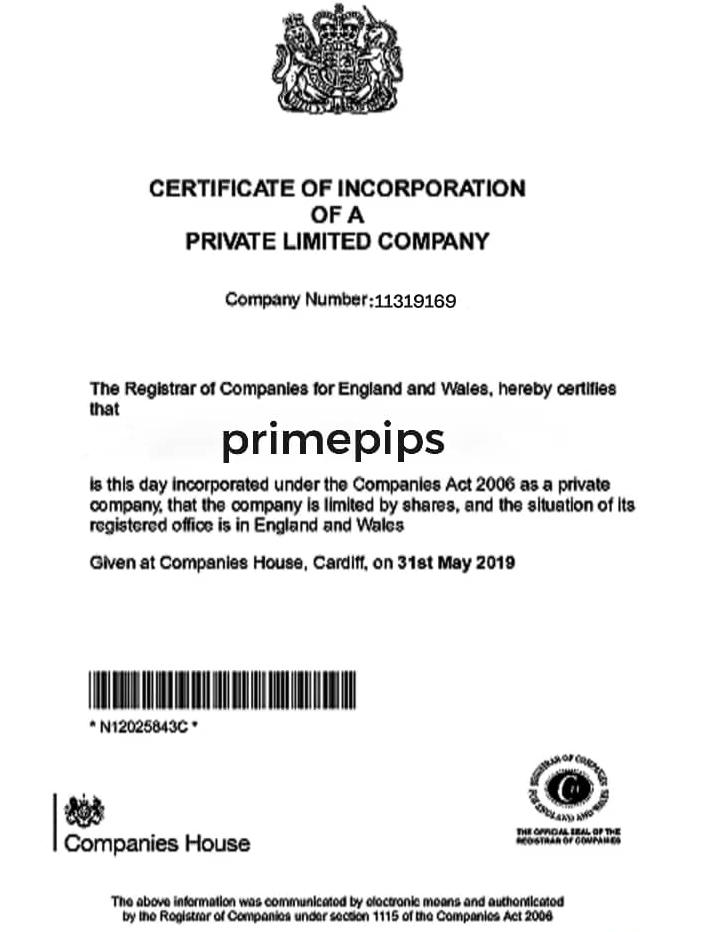 CERTIFICATE OF INCORPORATION
OF A
PRIVATE LIMITED COMPANY
Company Number:11319169
The Registrar of Companies for England and Wales, hereby certifies
that
primepips
is this day incorporated under the Companies Act 2006 as a private
company, that the company is limited by shares, and the situation of its
registered office is in England and Wales
Given at Companies House, Cardiff, on 31st May 2019
* N12025843C *
REGISTRAR OF COMPANIES
FOR ENGLAND AND WALES
THE OFFICIAL SEAL OF THE
REGISTRAR OF COMPANIES
Companies House
The above information was communicated by electronic means and authenticated
by the Registrar of Companies under section 1115 of the Companies Act 2006